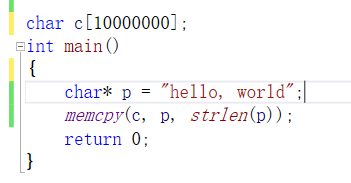 char c[10000000];
int main()
{
    char* p = "hello, world";
    memcpy(c, p, strlen(p));
    return 0;
}